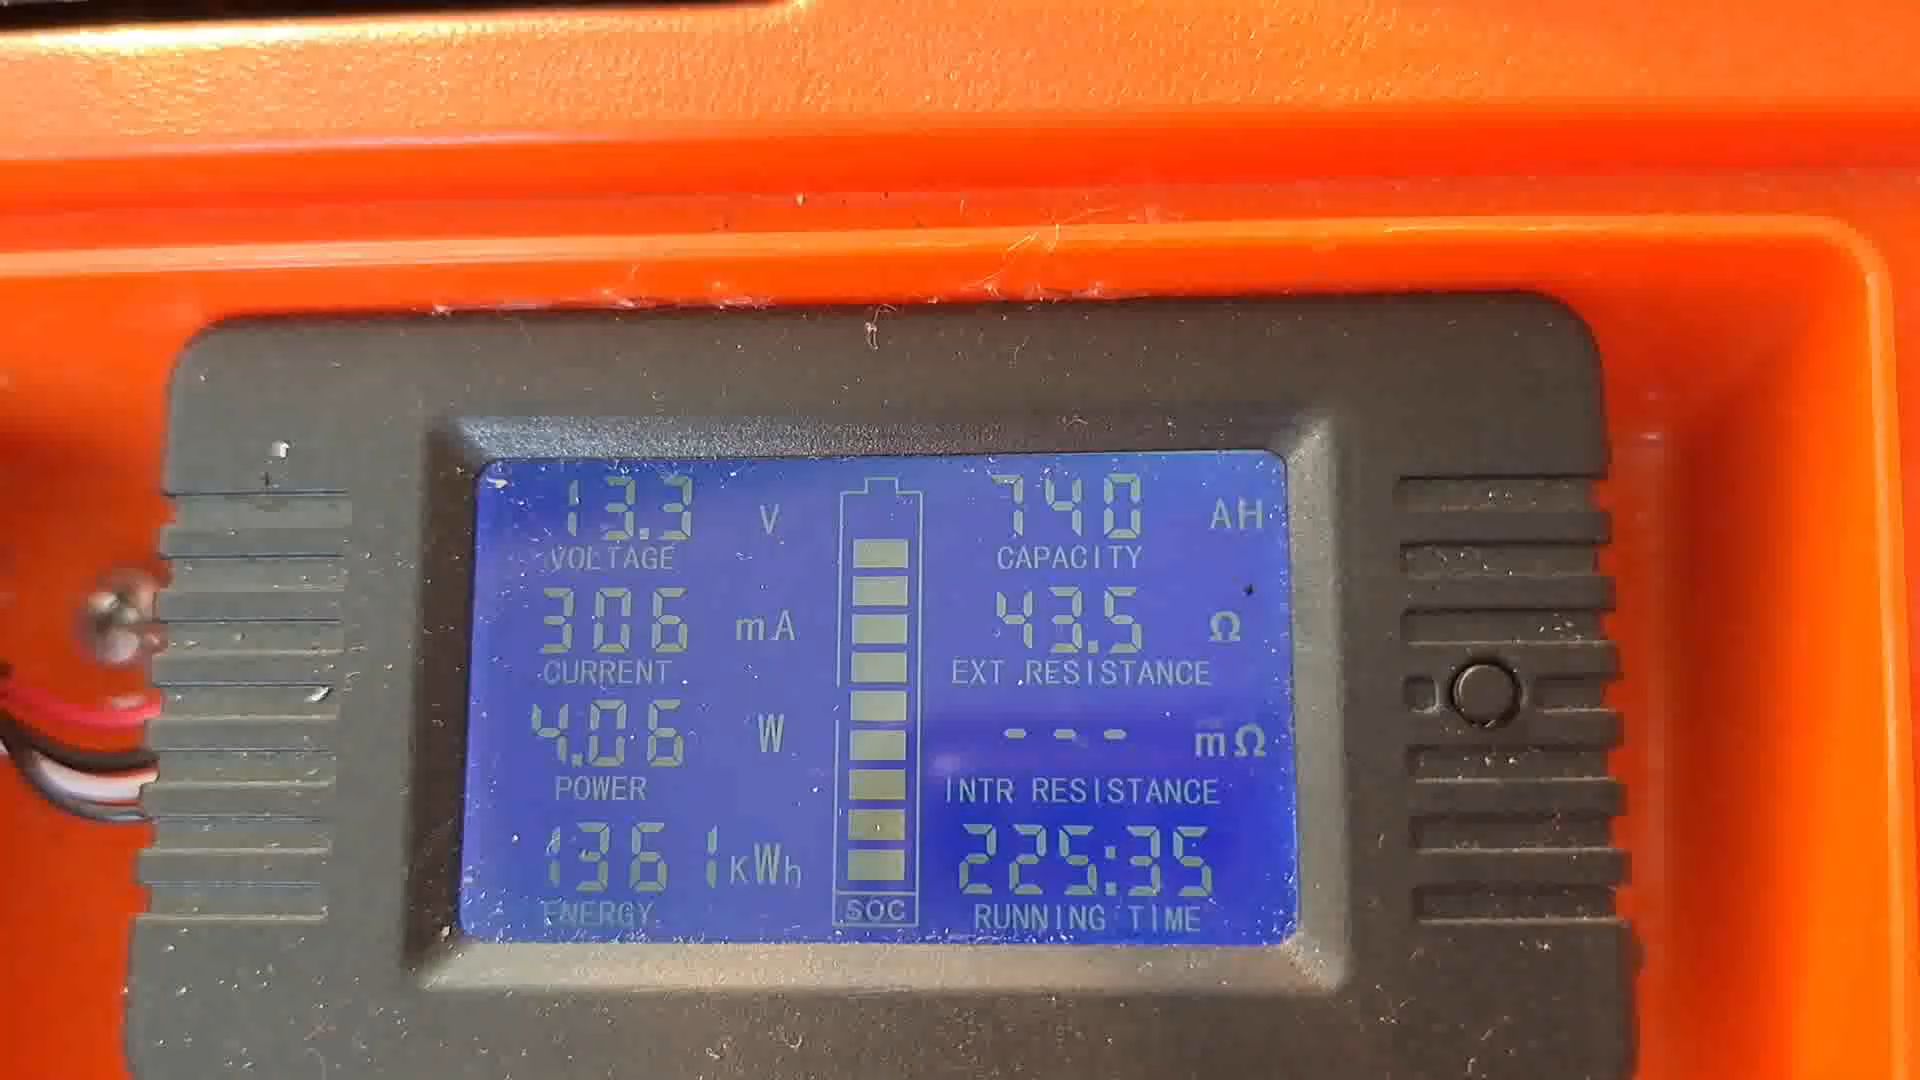 13.3 V
VOLTAGE
306 mA
CURRENT
4.06 W
POWER
1361 KWh
ENERGY
SOC
740 AH
CAPACITY
43.5 Ω
EXT.RESISTANCE
--- mΩ
INTR RESISTANCE
225:35
RUNNING TIME